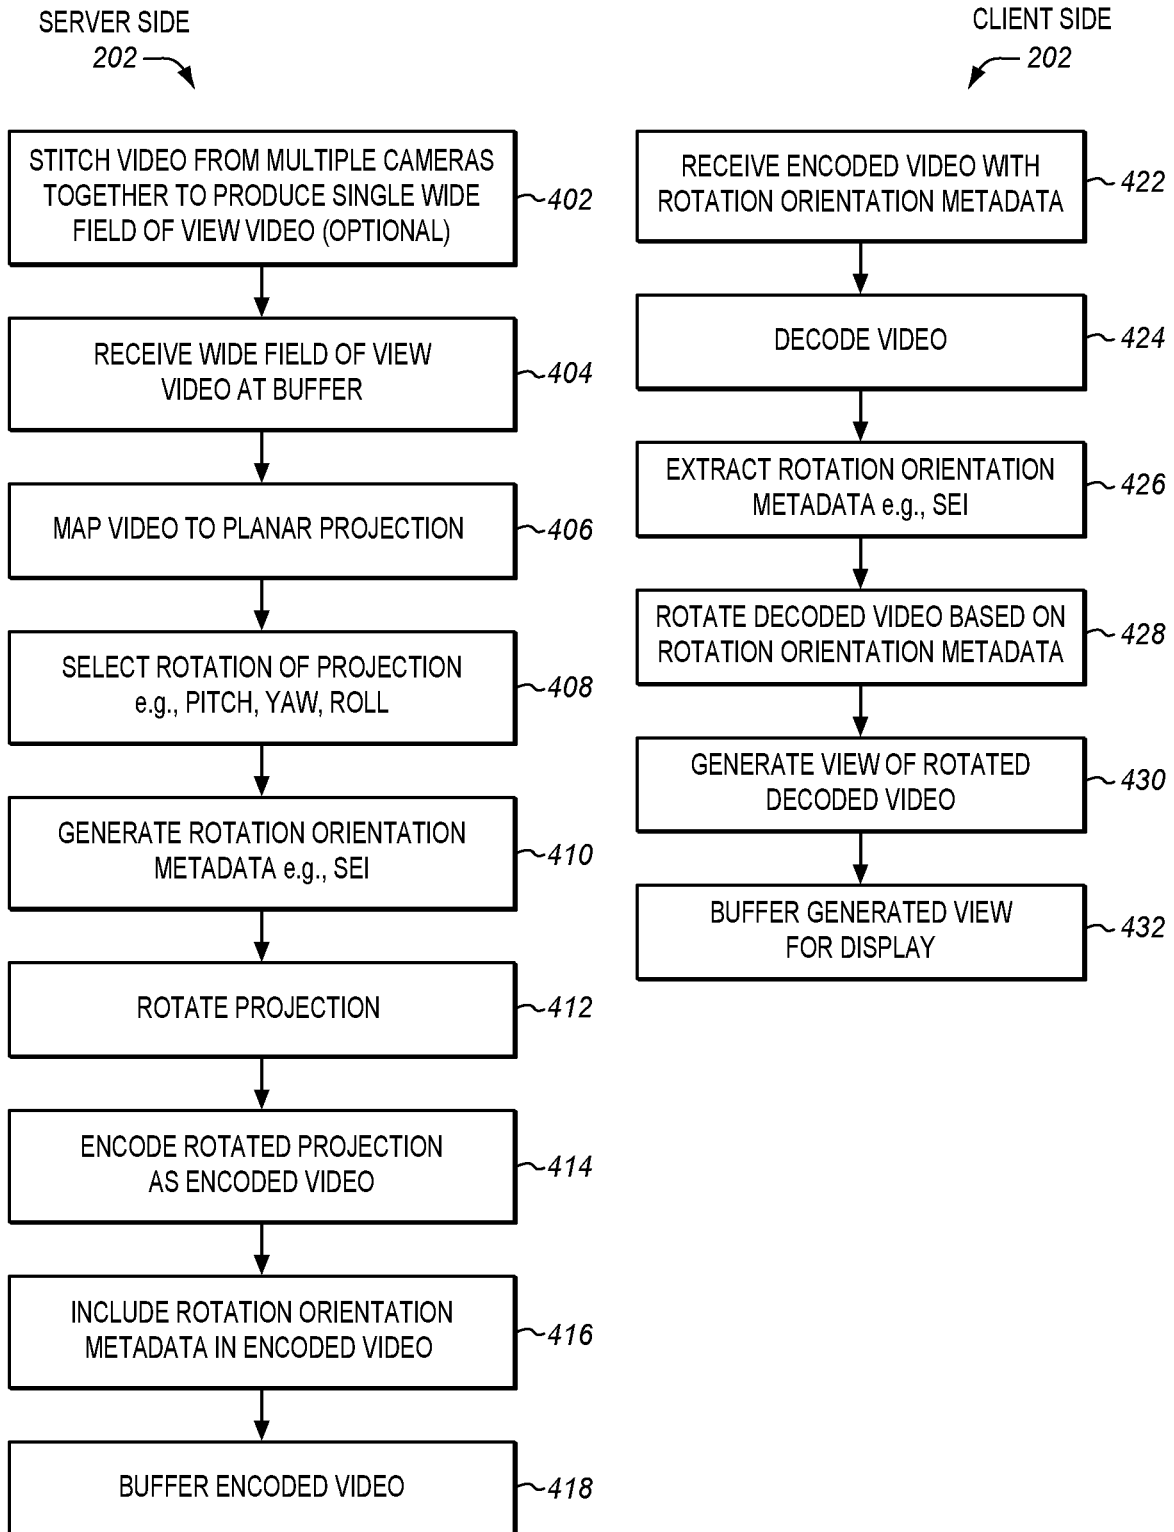 SERVER SIDE
202
STITCH VIDEO FROM MULTIPLE CAMERAS
TOGETHER TO PRODUCE SINGLE WIDE
FIELD OF VIEW VIDEO (OPTIONAL)
402
RECEIVE WIDE FIELD OF VIEW
VIDEO AT BUFFER
404
MAP VIDEO TO PLANAR PROJECTION
406
SELECT ROTATION OF PROJECTION
e.g., PITCH, YAW, ROLL
408
GENERATE ROTATION ORIENTATION
METADATA e.g., SEI
410
ROTATE PROJECTION
412
ENCODE ROTATED PROJECTION
AS ENCODED VIDEO
414
INCLUDE ROTATION ORIENTATION
METADATA IN ENCODED VIDEO
416
BUFFER ENCODED VIDEO
418
CLIENT SIDE
202
RECEIVE ENCODED VIDEO WITH
ROTATION ORIENTATION METADATA
422
DECODE VIDEO
424
EXTRACT ROTATION ORIENTATION
METADATA e.g., SEI
426
ROTATE DECODED VIDEO BASED ON
ROTATION ORIENTATION METADATA
428
GENERATE VIEW OF ROTATED
DECODED VIDEO
430
BUFFER GENERATED VIEW
FOR DISPLAY
432